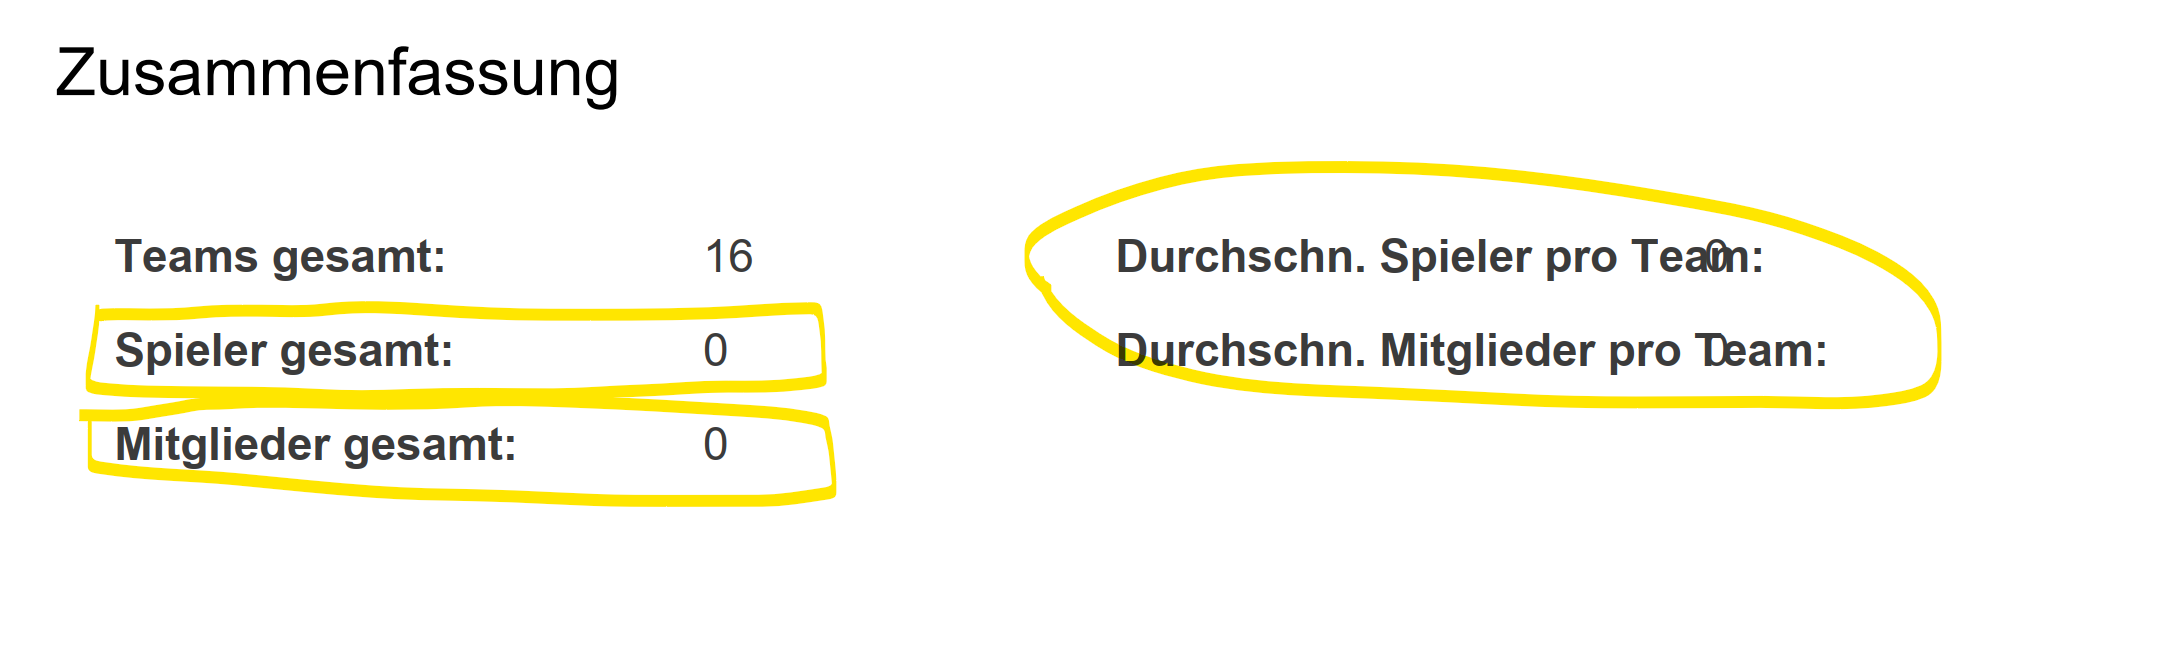 Zusammenfassung
Teams gesamt: 16
Spieler gesamt: 0
Mitglieder gesamt: 0
Durchschn. Spieler pro Team: 0
Durchschn. Mitglieder pro Team: 0